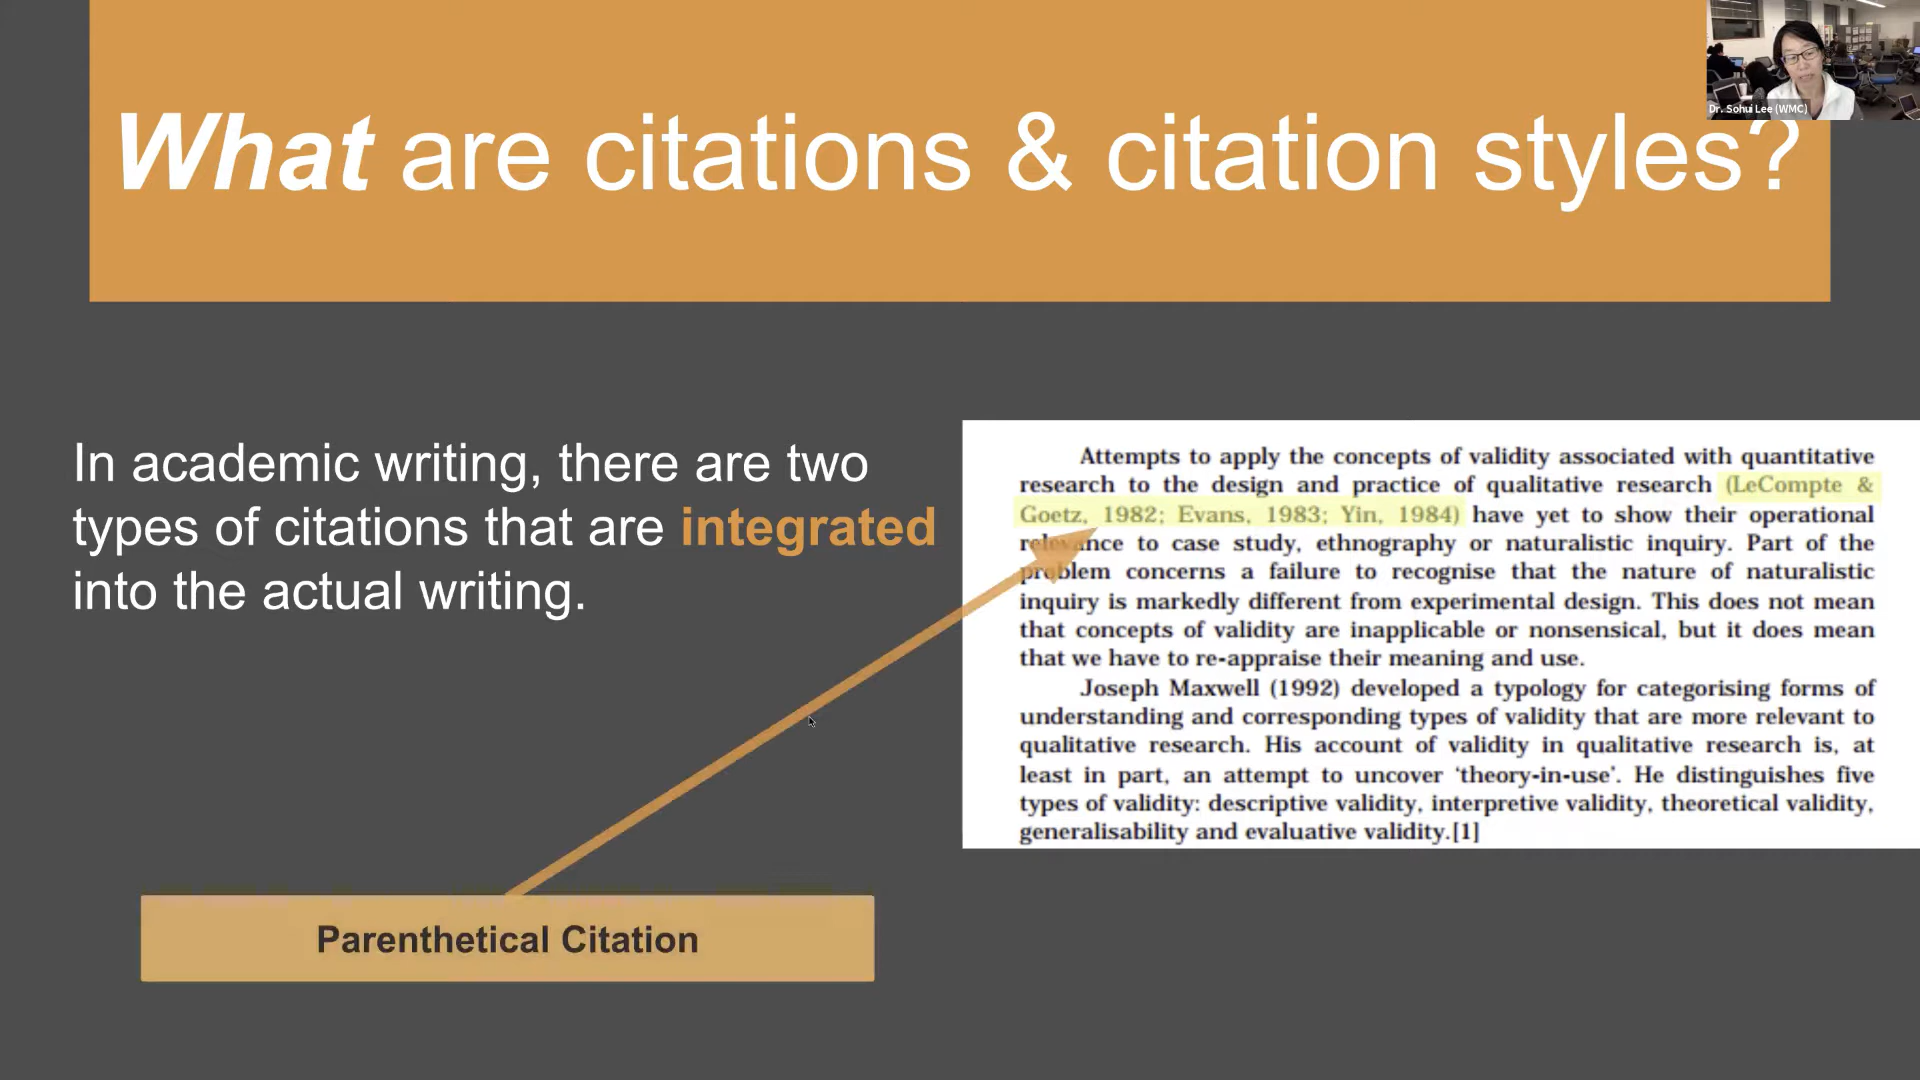 Dr. Sohui Lee (WMC)
What are citations & citation styles?
In academic writing, there are two
types of citations that are integrated
into the actual writing.
Attempts to apply the concepts of validity associated with quantitative
research to the design and practice of qualitative research (LeCompte &
Goetz, 1982; Evans, 1983; Yin, 1984) have yet to show their operational
relevance to case study, ethnography or naturalistic inquiry. Part of the
problem concerns a failure to recognise that the nature of naturalistic
inquiry is markedly different from experimental design. This does not mean
that concepts of validity are inapplicable or nonsensical, but it does mean
that we have to re-appraise their meaning and use.
Joseph Maxwell (1992) developed a typology for categorising forms of
understanding and corresponding types of validity that are more relevant to
qualitative research. His account of validity in qualitative research is, at
least in part, an attempt to uncover ‘theory-in-use’. He distinguishes five
types of validity: descriptive validity, interpretive validity, theoretical validity,
generalisability and evaluative validity.[1]
Parenthetical Citation